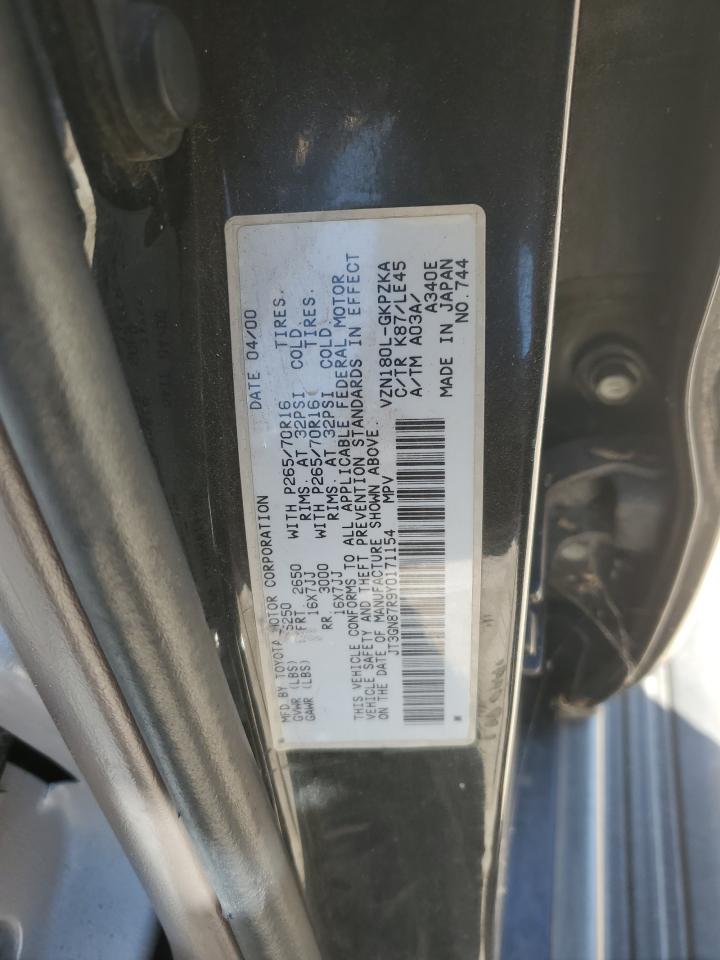 MFD. BY TOYOTA MOTOR CORPORATION DATE 04/00
GVWR (LBS) 5250
GAWR (LBS) FRT. 2650 WITH P265/70R16 TIRES.
16X7JJ RIMS. AT 32PSI COLD.
RR. 3000 WITH P265/70R16 TIRES.
16X7JJ RIMS. AT 32PSI COLD.
THIS VEHICLE CONFORMS TO ALL APPLICABLE FEDERAL MOTOR
VEHICLE SAFETY AND THEFT PREVENTION STANDARDS IN EFFECT
ON THE DATE OF MANUFACTURE SHOWN ABOVE.
JT3GN87R9Y0171154 MPV
VZN180L-GKPZKA
C/TR K87/LE45
A/TM A03A/
A340E
MADE IN JAPAN
NO.744